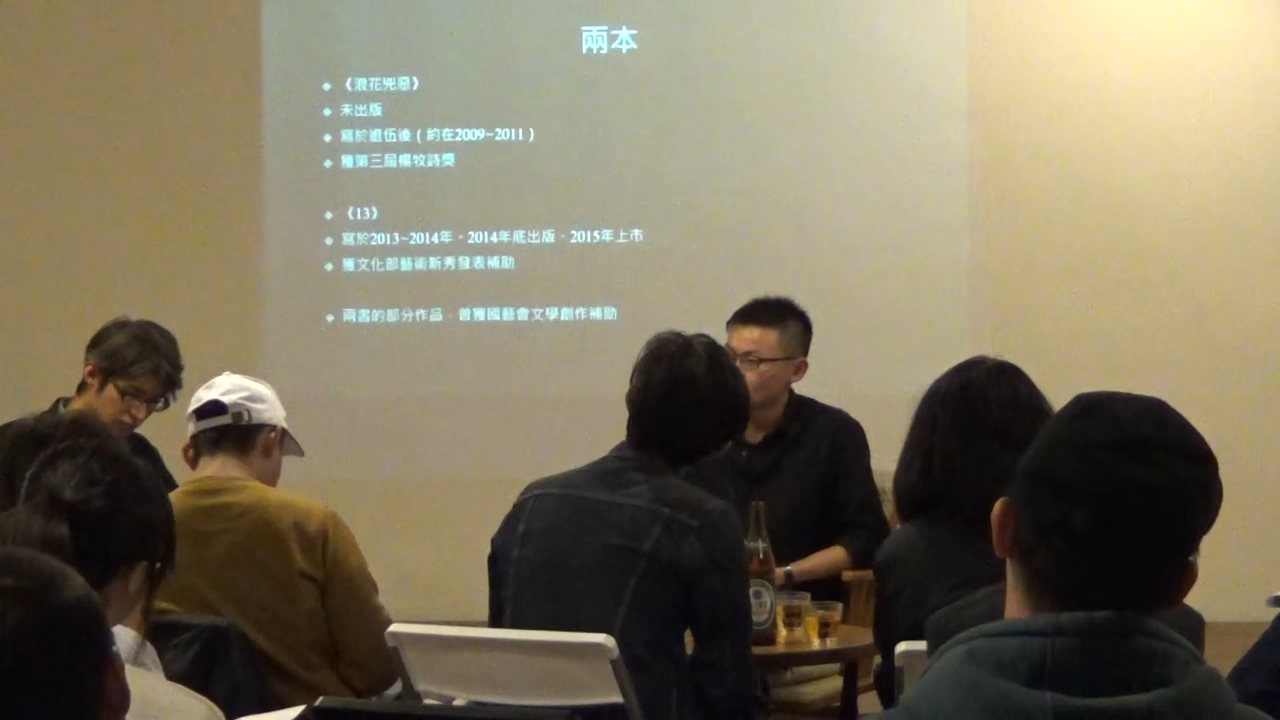 兩本
《浪花兇惡》
未出版
寫於退伍後（約在2009~2011）
獲第三屆楊牧詩獎
《13》
寫於2013~2014年，2014年底出版，2015年上市
獲文化部藝術新秀發表補助
兩書的部分作品，曾獲國藝會文學創作補助